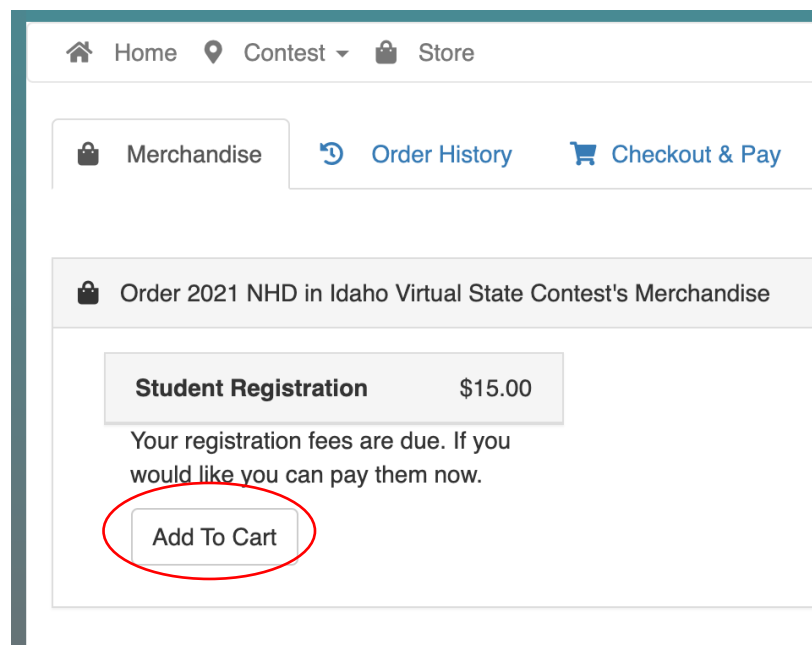 Home Contest Store
Merchandise Order History Checkout & Pay
Order 2021 NHD in Idaho Virtual State Contest's Merchandise
Student Registration $15.00
Your registration fees are due. If you
would like you can pay them now.
Add To Cart